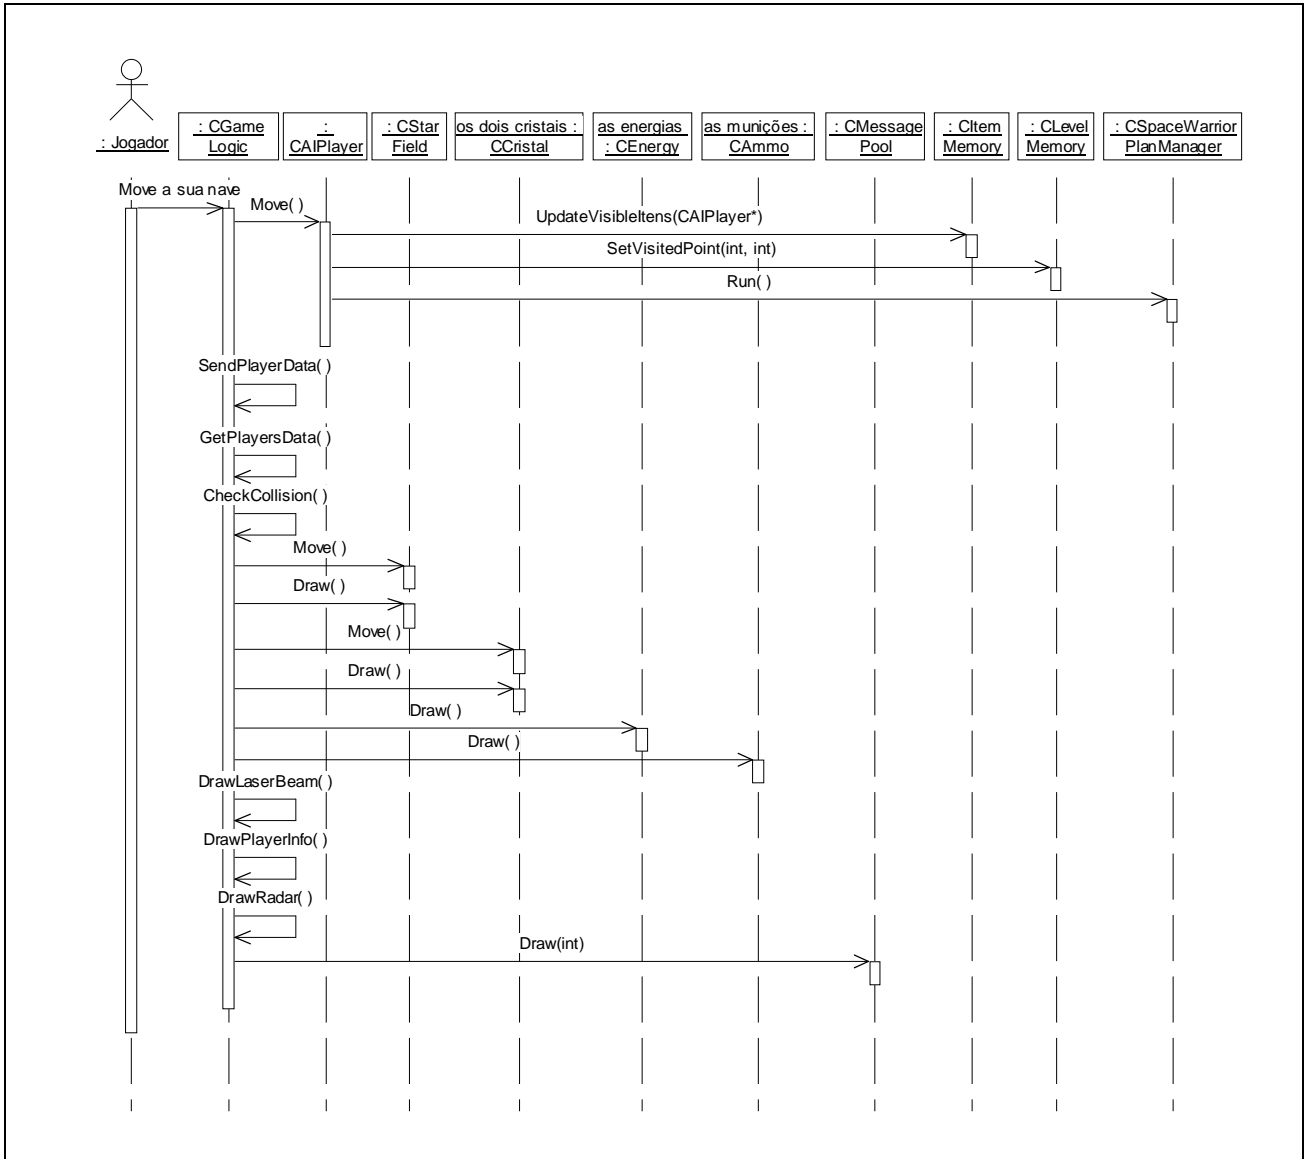 : Jogador
: CGame
Logic
:
CAIPlayer
: CStar
Field
os dois cristais :
CCristal
as energias
: CEnergy
as munições :
CAmmo
: CMessage
Pool
: CItem
Memory
: CLevel
Memory
: CSpaceWarrior
PlanManager
Move a sua nave
Move( )
UpdateVisibleItens(CAIPlayer*)
SetVisitedPoint(int, int)
Run( )
SendPlayerData( )
GetPlayersData( )
CheckCollision( )
Move( )
Draw( )
Move( )
Draw( )
Draw( )
Draw( )
DrawLaserBeam( )
DrawPlayerInfo( )
DrawRadar( )
Draw(int)